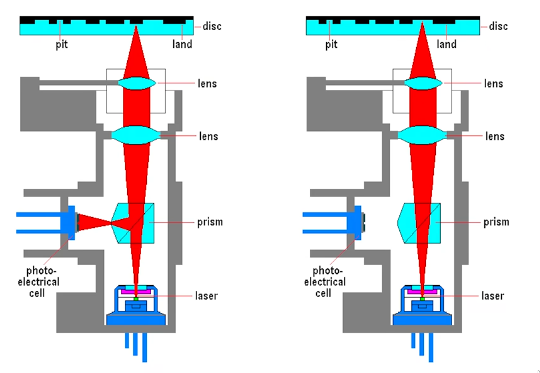 disc
pit
land
lens
lens
prism
photo-
electrical
cell
laser
disc
pit
land
lens
lens
prism
photo-
electrical
cell
laser